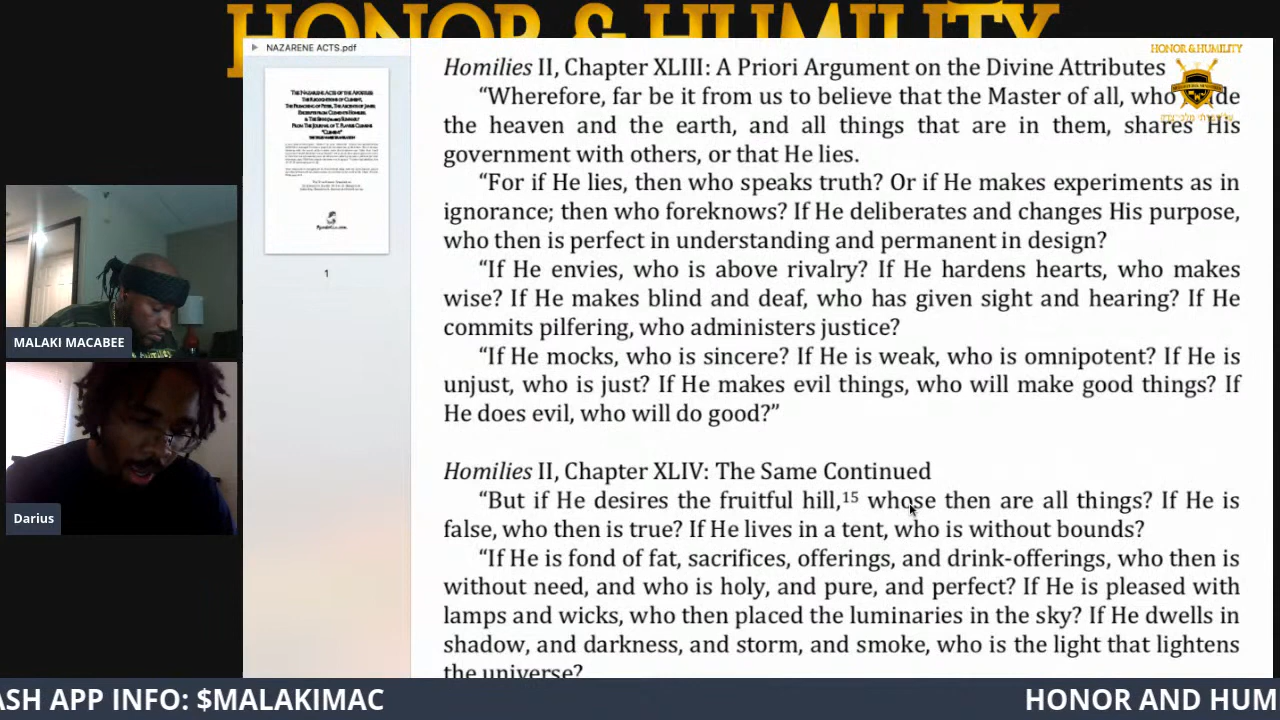 HONOR & HUMILITY
NAZARENE ACTS.pdf
HONOR & HUMILITY
1
Homilies II, Chapter XLIII: A Priori Argument on the Divine Attributes
“Wherefore, far be it from us to believe that the Master of all, who
the heaven and the earth, and all things that are in them, shares His
government with others, or that He lies.
“For if He lies, then who speaks truth? Or if He makes experiments as in
ignorance; then who foreknows? If He deliberates and changes His purpose,
who then is perfect in understanding and permanent in design?
“If He envies, who is above rivalry? If He hardens hearts, who makes
wise? If He makes blind and deaf, who has given sight and hearing? If He
commits pilfering, who administers justice?
“If He mocks, who is sincere? If He is weak, who is omnipotent? If He is
unjust, who is just? If He makes evil things, who will make good things? If
He does evil, who will do good?”
Homilies II, Chapter XLIV: The Same Continued
“But if He desires the fruitful hill,15 whose then are all things? If He is
false, who then is true? If He lives in a tent, who is without bounds?
“If He is fond of fat, sacrifices, offerings, and drink-offerings, who then is
without need, and who is holy, and pure, and perfect? If He is pleased with
lamps and wicks, who then placed the luminaries in the sky? If He dwells in
shadow, and darkness, and storm, and smoke, who is the light that lightens
the universe?
MALAKI MACABEE
Darius
ASH APP INFO: $MALAKIMAC
HONOR AND HUM